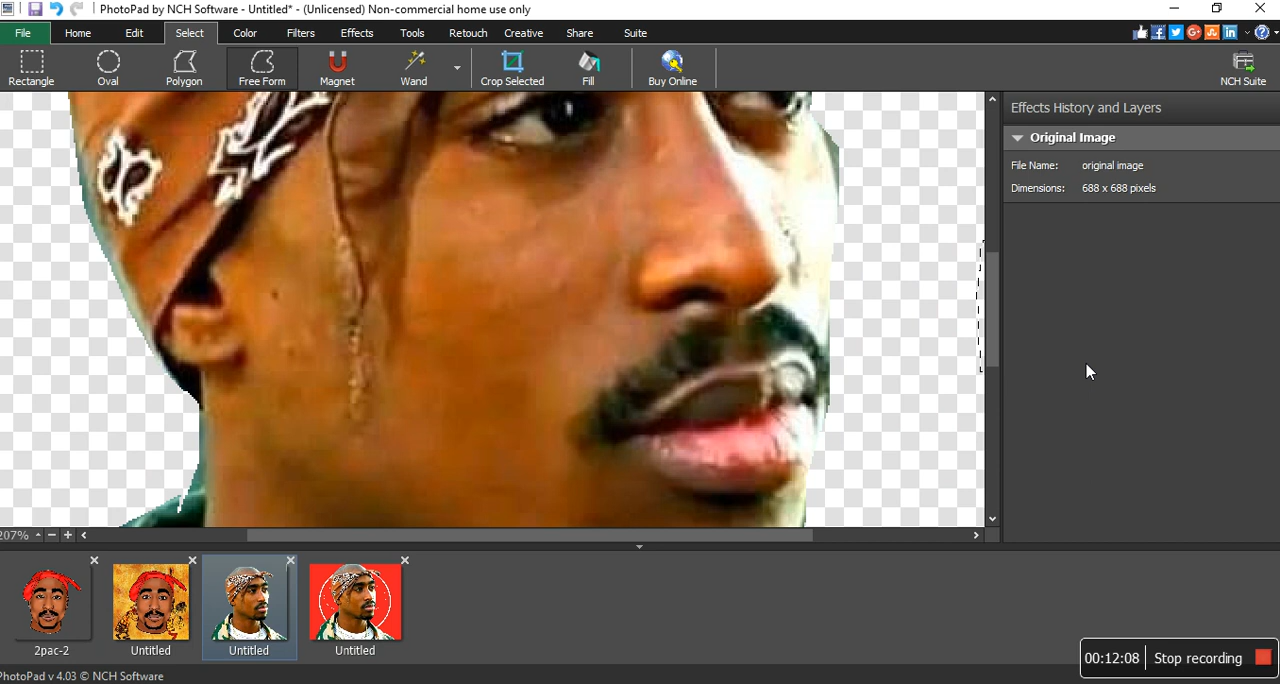 PhotoPad by NCH Software - Untitled* - (Unlicensed) Non-commercial home use only
File Home Edit Select Color Filters Effects Tools Retouch Creative Share Suite
Rectangle Oval Polygon Free Form Magnet Wand Crop Selected Fill Buy Online NCH Suite
Effects History and Layers
Original Image
File Name: original image
Dimensions: 688 x 688 pixels
207%
2pac-2 Untitled Untitled Untitled
00:12:08 Stop recording
PhotoPad v 4.03 © NCH Software